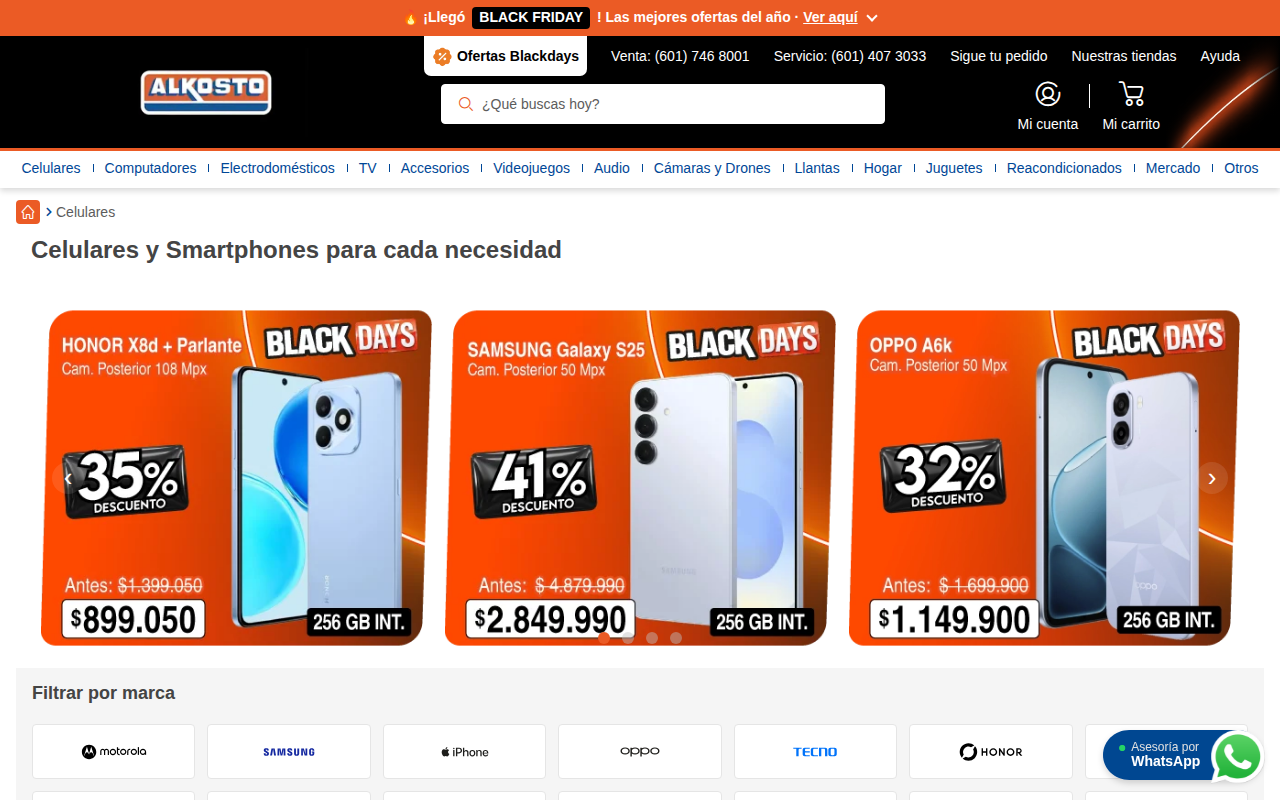 🔥 ¡Llegó BLACK FRIDAY ! Las mejores ofertas del año · Ver aquí
Ofertas Blackdays Venta: (601) 746 8001 Servicio: (601) 407 3033 Sigue tu pedido Nuestras tiendas Ayuda
ALKOSTO
¿Qué buscas hoy?
Mi cuenta Mi carrito
Celulares Computadores Electrodomésticos TV Accesorios Videojuegos Audio Cámaras y Drones Llantas Hogar Juguetes Reacondicionados Mercado Otros
Celulares
Celulares y Smartphones para cada necesidad
HONOR X8d + Parlante
Cam. Posterior 108 Mpx
BLACK DAYS
35%
DESCUENTO
Antes: $1.399.050
$899.050
256 GB INT.
SAMSUNG Galaxy S25
Cam. Posterior 50 Mpx
BLACK DAYS
41%
DESCUENTO
SAMSUNG
Antes: $ 4.879.990
$2.849.990
256 GB INT.
OPPO A6k
Cam. Posterior 50 Mpx
BLACK DAYS
32%
DESCUENTO
OPPO
Antes: $ 1.699.900
$1.149.900
256 GB INT.
Filtrar por marca
motorola SAMSUNG iPhone oppo TECNO HONOR
Asesoría por
WhatsApp